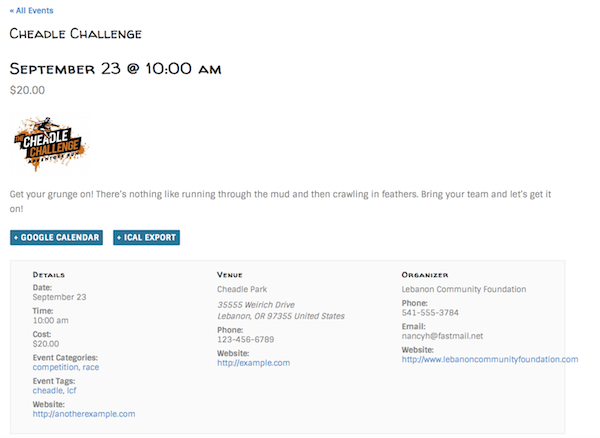 « All Events
Cheadle Challenge
September 23 @ 10:00 am
$20.00
THE
CHEADLE
CHALLENGE
ADVENTURE RUN
Get your grunge on! There's nothing like running through the mud and then crawling in feathers. Bring your team and let's get it
on!
+ GOOGLE CALENDAR
+ ICAL EXPORT
Details
Date:
September 23
Time:
10:00 am
Cost:
$20.00
Event Categories:
competition, race
Event Tags:
cheadle, lcf
Website:
http://anotherexample.com
Venue
Cheadle Park
35555 Weirich Drive
Lebanon, OR 97355 United States
Phone:
123-456-6789
Website:
http://example.com
Organizer
Lebanon Community Foundation
Phone:
541-555-3784
Email:
nancyh@fastmail.net
Website:
http://www.lebanoncommunityfoundation.com